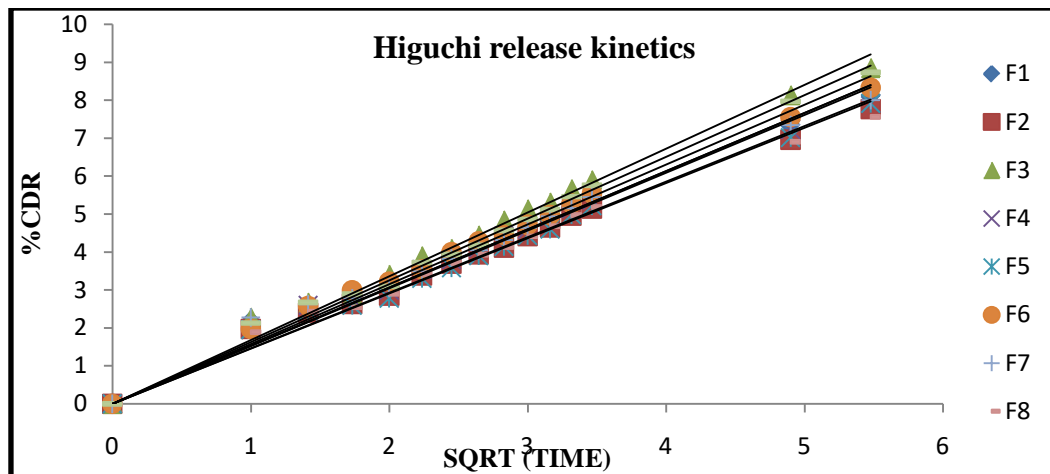 Higuchi release kinetics
%CDR
10
9
8
7
6
5
4
3
2
1
0
0 1 2 3 4 5 6
SQRT (TIME)
F1
F2
F3
F4
F5
F6
F7
F8